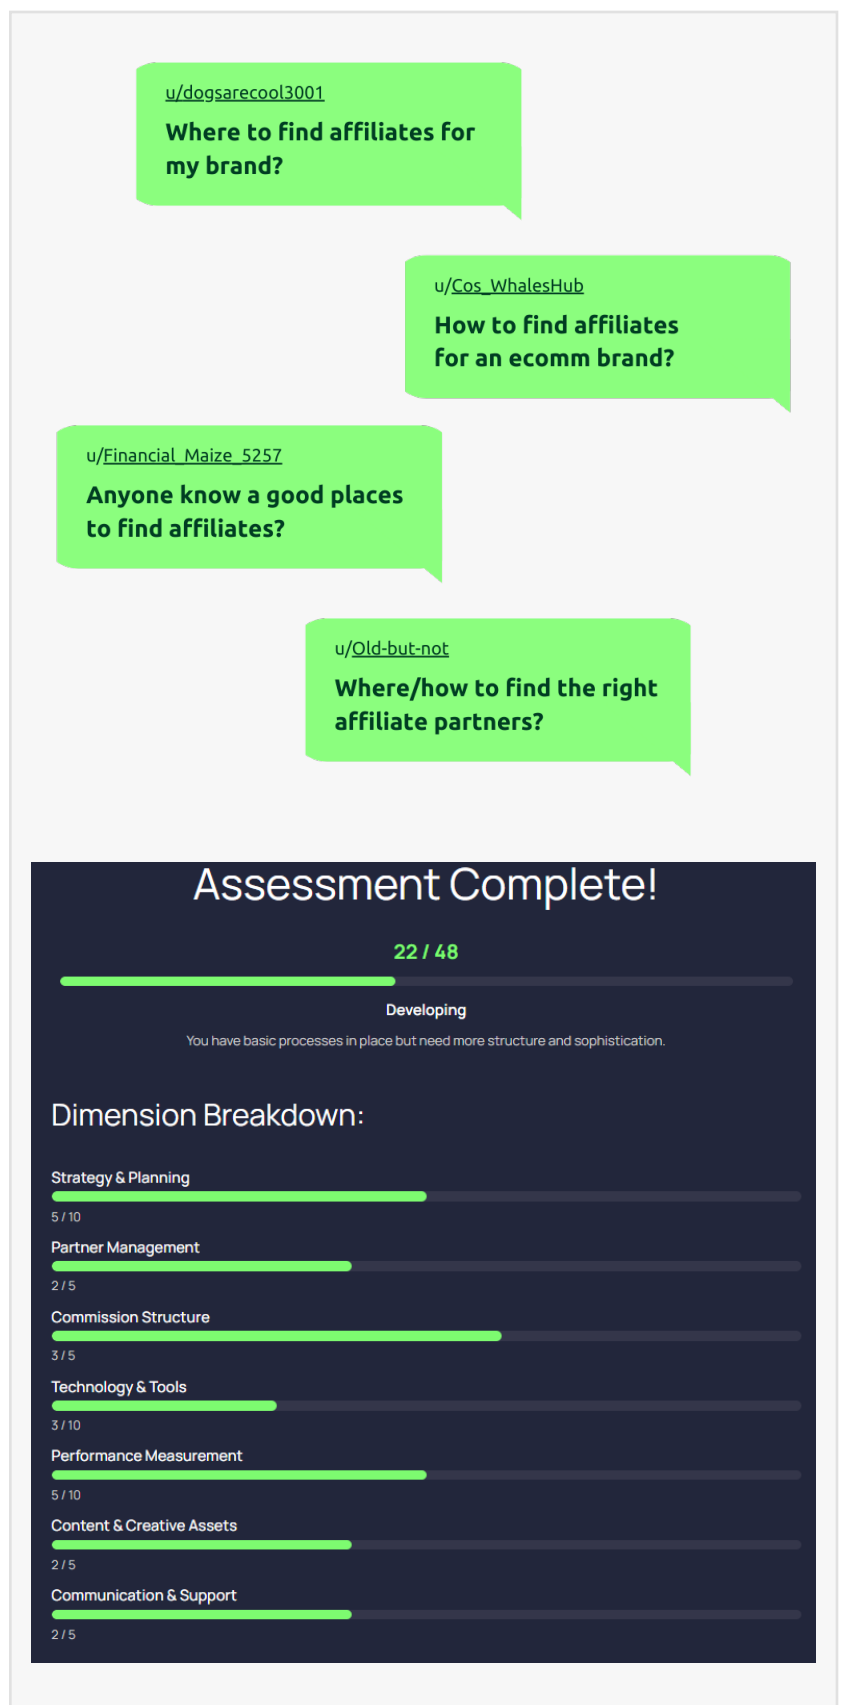 u/dogsarecool3001
Where to find affiliates for
my brand?
u/Cos_WhalesHub
How to find affiliates
for an ecomm brand?
u/Financial_Maize_5257
Anyone know a good places
to find affiliates?
u/Old-but-not
Where/how to find the right
affiliate partners?
Assessment Complete!
22 / 48
Developing
You have basic processes in place but need more structure and sophistication.
Dimension Breakdown:
Strategy & Planning
5 / 10
Partner Management
2 / 5
Commission Structure
3 / 5
Technology & Tools
3 / 10
Performance Measurement
5 / 10
Content & Creative Assets
2 / 5
Communication & Support
2 / 5